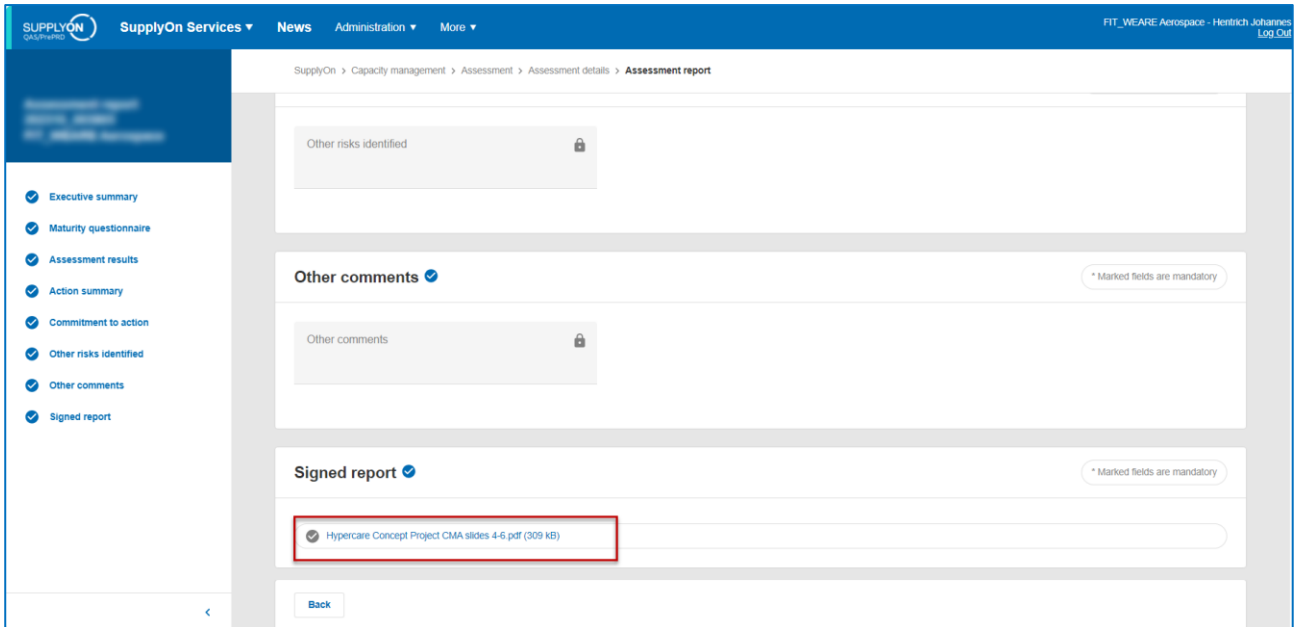 SUPPLYON
QAS/PrePRD
SupplyOn Services ▾ News Administration ▾ More ▾
FIT_WEARE Aerospace - Hentrich Johannes
Log Out
SupplyOn > Capacity management > Assessment > Assessment details > Assessment report
Executive summary
Maturity questionnaire
Assessment results
Action summary
Commitment to action
Other risks identified
Other comments
Signed report
Other risks identified
Other comments
* Marked fields are mandatory
Other comments
Signed report
* Marked fields are mandatory
Hypercare Concept Project CMA slides 4-6.pdf (309 kB)
Back